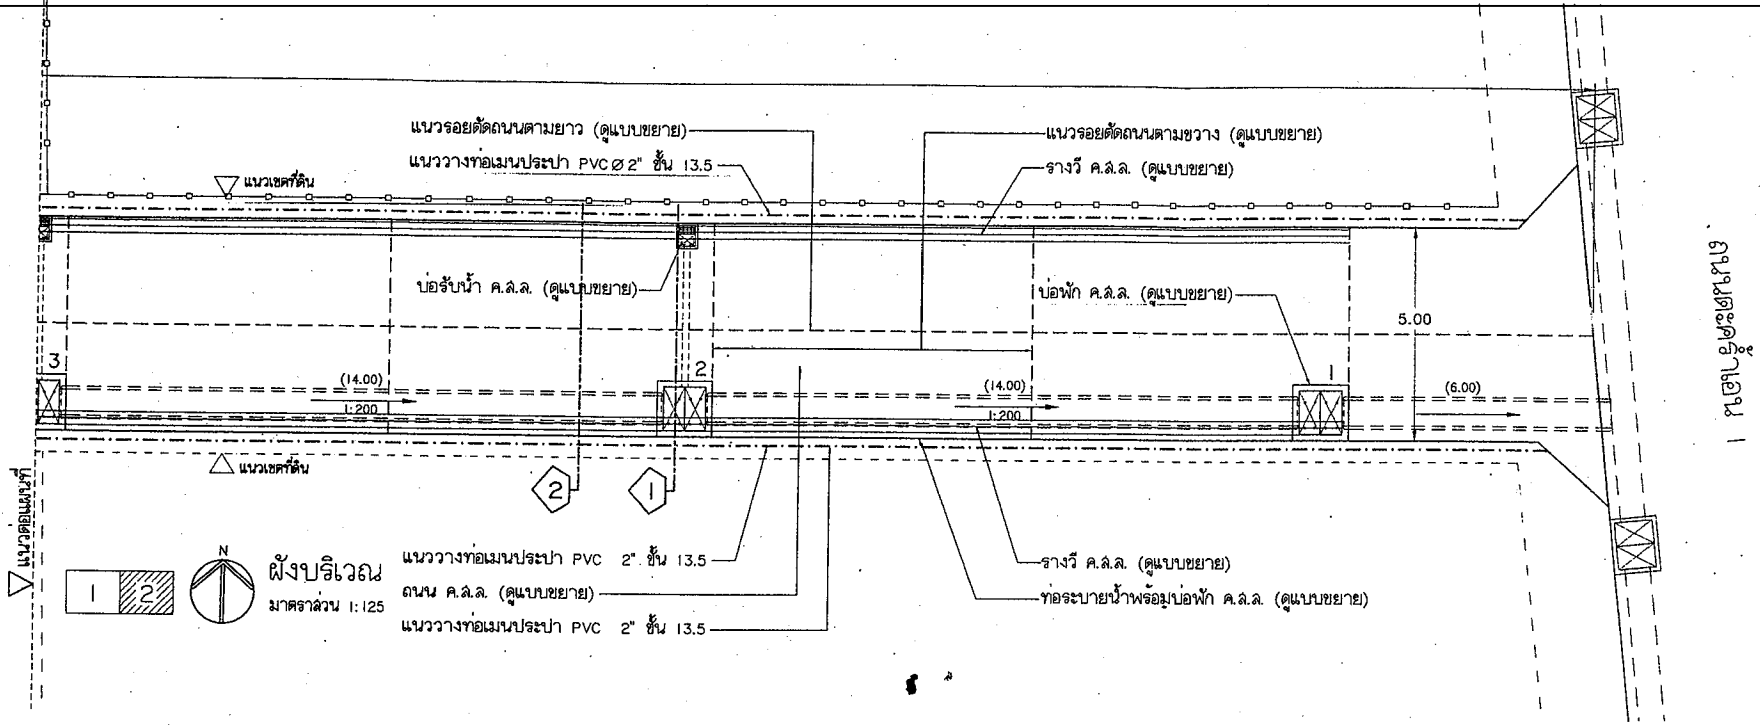 แนวรอยตัดถนนตามยาว (ดูแบบขยาย)
แนวรอยตัดถนนตามขวาง (ดูแบบขยาย)
แนววางท่อเมนประปา PVC Ø 2" ชั้น 13.5
รางวี ค.ส.ล. (ดูแบบขยาย)
แนวเขตที่ดิน
บ่อรับน้ำ ค.ส.ล. (ดูแบบขยาย)
บ่อพัก ค.ส.ล. (ดูแบบขยาย)
5.00
3
2
1
(14.00)
1:200
(14.00)
1:200
(6.00)
แนวเขตที่ดิน
2
1
แนวต่อแผ่นที่
1
2
N
ผังบริเวณ
มาตราส่วน 1:125
แนววางท่อเมนประปา PVC 2" ชั้น 13.5
ถนน ค.ส.ล. (ดูแบบขยาย)
แนววางท่อเมนประปา PVC 2" ชั้น 13.5
รางวี ค.ส.ล. (ดูแบบขยาย)
ท่อระบายน้ำพร้อมบ่อพัก ค.ส.ล. (ดูแบบขยาย)
ถนนตะคร้ำเอน 1